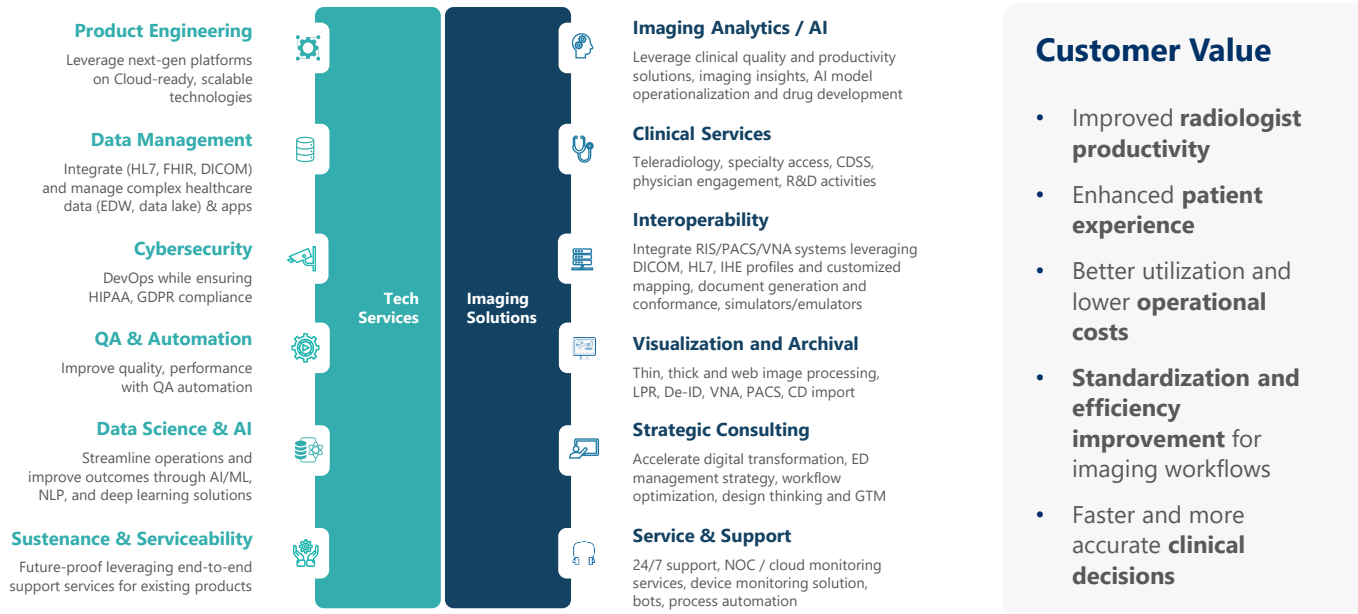 Product Engineering
Leverage next-gen platforms
on Cloud-ready, scalable
technologies
Data Management
Integrate (HL7, FHIR, DICOM)
and manage complex healthcare
data (EDW, data lake) & apps
Cybersecurity
DevOps while ensuring
HIPAA, GDPR compliance
QA & Automation
Improve quality, performance
with QA automation
Data Science & AI
Streamline operations and
improve outcomes through AI/ML,
NLP, and deep learning solutions
Sustenance & Serviceability
Future-proof leveraging end-to-end
support services for existing products
Tech
Services
Imaging
Solutions
Imaging Analytics / AI
Leverage clinical quality and productivity
solutions, imaging insights, AI model
operationalization and drug development
Clinical Services
Teleradiology, specialty access, CDSS,
physician engagement, R&D activities
Interoperability
Integrate RIS/PACS/VNA systems leveraging
DICOM, HL7, IHE profiles and customized
mapping, document generation and
conformance, simulators/emulators
Visualization and Archival
Thin, thick and web image processing,
LPR, De-ID, VNA, PACS, CD import
Strategic Consulting
Accelerate digital transformation, ED
management strategy, workflow
optimization, design thinking and GTM
Service & Support
24/7 support, NOC / cloud monitoring
services, device monitoring solution,
bots, process automation
Customer Value
• Improved radiologist
productivity
• Enhanced patient
experience
• Better utilization and
lower operational
costs
• Standardization and
efficiency
improvement for
imaging workflows
• Faster and more
accurate clinical
decisions